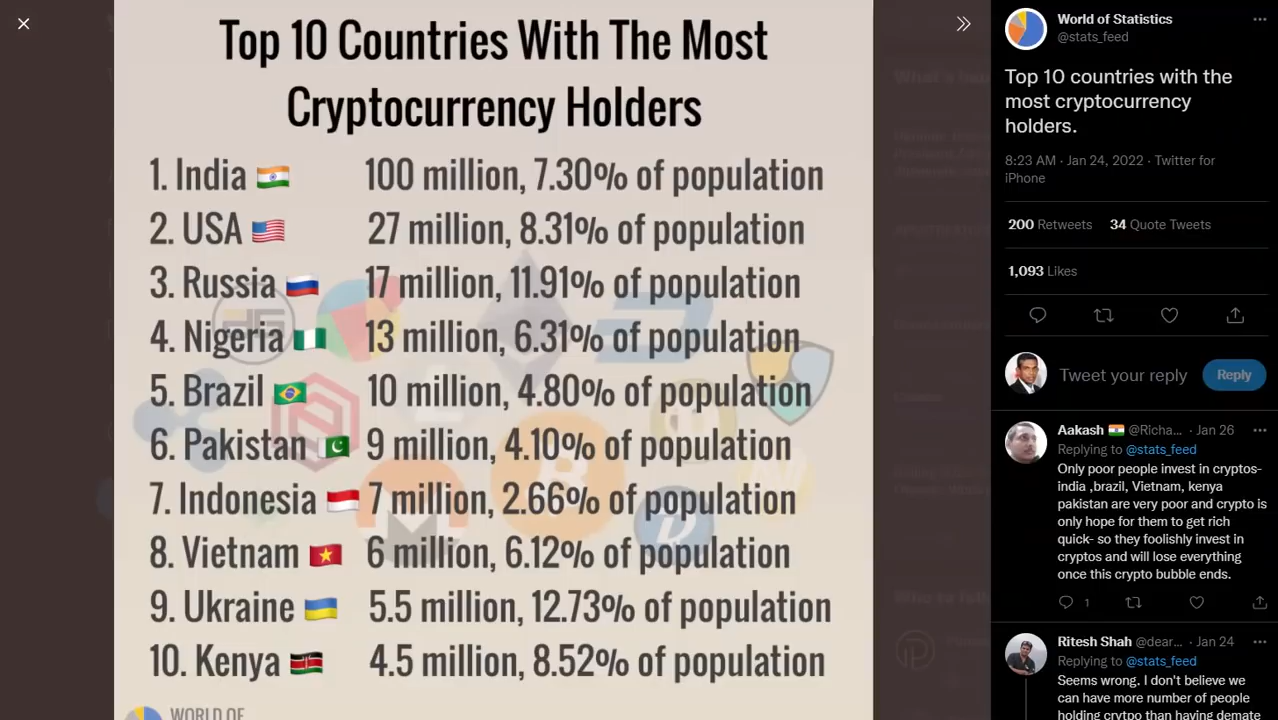 Top 10 Countries With The Most
Cryptocurrency Holders
1. India 100 million, 7.30% of population
2. USA 27 million, 8.31% of population
3. Russia 17 million, 11.91% of population
4. Nigeria 13 million, 6.31% of population
5. Brazil 10 million, 4.80% of population
6. Pakistan 9 million, 4.10% of population
7. Indonesia 7 million, 2.66% of population
8. Vietnam 6 million, 6.12% of population
9. Ukraine 5.5 million, 12.73% of population
10. Kenya 4.5 million, 8.52% of population
WORLD OF
World of Statistics
@stats_feed
Top 10 countries with the
most cryptocurrency
holders.
8:23 AM · Jan 24, 2022 · Twitter for
iPhone
200 Retweets 34 Quote Tweets
1,093 Likes
Tweet your reply Reply
Aakash @Richa... · Jan 26
Replying to @stats_feed
Only poor people invest in cryptos-
india ,brazil, Vietnam, kenya
pakistan are very poor and crypto is
only hope for them to get rich
quick- so they foolishly invest in
cryptos and will lose everything
once this crypto bubble ends.
1
Ritesh Shah @dear... · Jan 24
Replying to @stats_feed
Seems wrong. I don't believe we
can have more number of people
holding crytpo than having demate